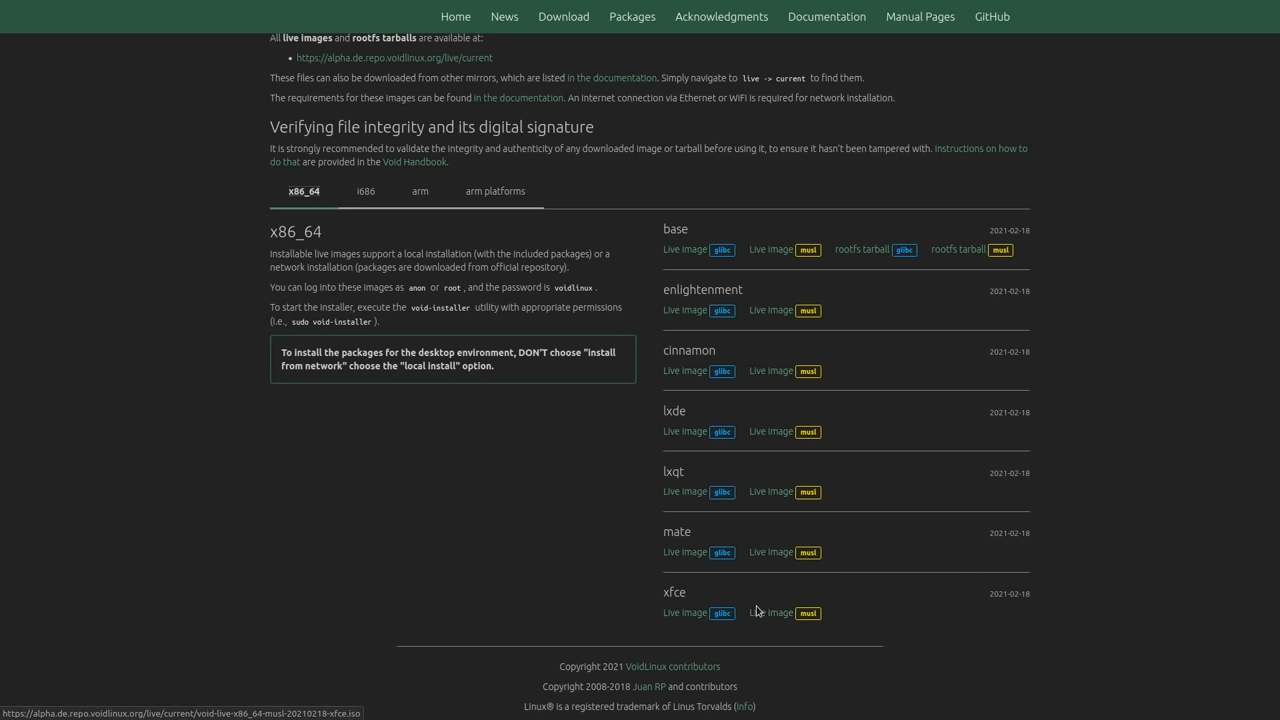 Home News Download Packages Acknowledgments Documentation Manual Pages GitHub
All live images and rootfs tarballs are available at:
• https://alpha.de.repo.voidlinux.org/live/current
These files can also be downloaded from other mirrors, which are listed in the documentation. Simply navigate to live -> current to find them.
The requirements for these images can be found in the documentation. An internet connection via Ethernet or WiFi is required for network installation.
Verifying file integrity and its digital signature
It is strongly recommended to validate the integrity and authenticity of any downloaded image or tarball before using it, to ensure it hasn't been tampered with. Instructions on how to
do that are provided in the Void Handbook.
x86_64 i686 arm arm platforms
x86_64
Installable live images support a local installation (with the included packages) or a
network installation (packages are downloaded from official repository).
You can log into these images as anon or root, and the password is voidlinux.
To start the installer, execute the void-installer utility with appropriate permissions
(i.e., sudo void-installer).
To install the packages for the desktop environment, DON'T choose "install
from network" choose the "local install" option.
base 2021-02-18
Live image glibc Live image musl rootfs tarball glibc rootfs tarball musl
enlightenment 2021-02-18
Live image glibc Live image musl
cinnamon 2021-02-18
Live image glibc Live image musl
lxde 2021-02-18
Live image glibc Live image musl
lxqt 2021-02-18
Live image glibc Live image musl
mate 2021-02-18
Live image glibc Live image musl
xfce 2021-02-18
Live image glibc Live image musl
Copyright 2021 VoidLinux contributors
Copyright 2008-2018 Juan RP and contributors
Linux® is a registered trademark of Linus Torvalds (info)
https://alpha.de.repo.voidlinux.org/live/current/void-live-x86_64-musl-20210218-xfce.iso